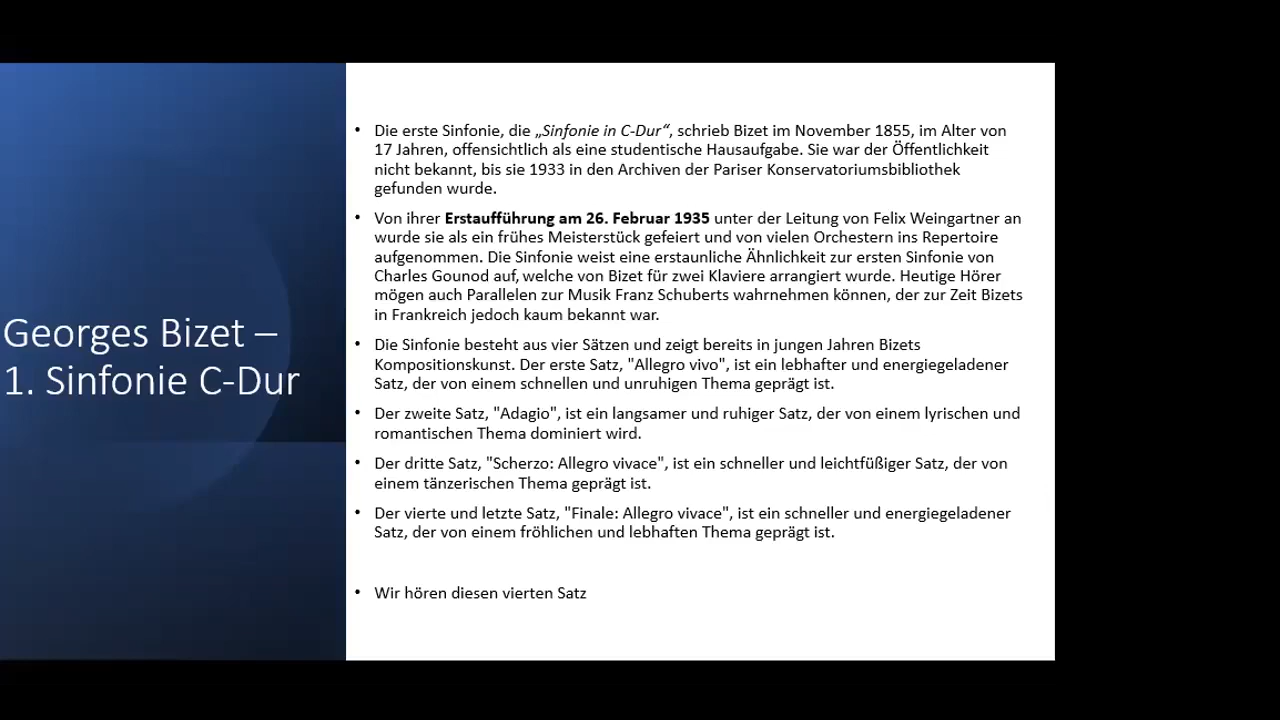 Georges Bizet –
1. Sinfonie C-Dur
• Die erste Sinfonie, die „Sinfonie in C-Dur“, schrieb Bizet im November 1855, im Alter von
17 Jahren, offensichtlich als eine studentische Hausaufgabe. Sie war der Öffentlichkeit
nicht bekannt, bis sie 1933 in den Archiven der Pariser Konservatoriumsbibliothek
gefunden wurde.
• Von ihrer Erstaufführung am 26. Februar 1935 unter der Leitung von Felix Weingartner an
wurde sie als ein frühes Meisterstück gefeiert und von vielen Orchestern ins Repertoire
aufgenommen. Die Sinfonie weist eine erstaunliche Ähnlichkeit zur ersten Sinfonie von
Charles Gounod auf, welche von Bizet für zwei Klaviere arrangiert wurde. Heutige Hörer
mögen auch Parallelen zur Musik Franz Schuberts wahrnehmen können, der zur Zeit Bizets
in Frankreich jedoch kaum bekannt war.
• Die Sinfonie besteht aus vier Sätzen und zeigt bereits in jungen Jahren Bizets
Kompositionskunst. Der erste Satz, "Allegro vivo", ist ein lebhafter und energiegeladener
Satz, der von einem schnellen und unruhigen Thema geprägt ist.
• Der zweite Satz, "Adagio", ist ein langsamer und ruhiger Satz, der von einem lyrischen und
romantischen Thema dominiert wird.
• Der dritte Satz, "Scherzo: Allegro vivace", ist ein schneller und leichtfüßiger Satz, der von
einem tänzerischen Thema geprägt ist.
• Der vierte und letzte Satz, "Finale: Allegro vivace", ist ein schneller und energiegeladener
Satz, der von einem fröhlichen und lebhaften Thema geprägt ist.
• Wir hören diesen vierten Satz